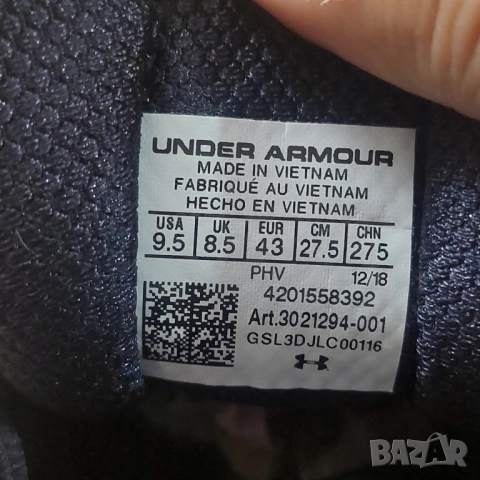 UNDER ARMOUR
MADE IN VIETNAM
FABRIQUÉ AU VIETNAM
HECHO EN VIETNAM
USA UK EUR CM CHN
9.5 8.5 43 27.5 275
PHV 12/18
4201558392
Art.3021294-001
GSL3DJLC00116
BAZAR